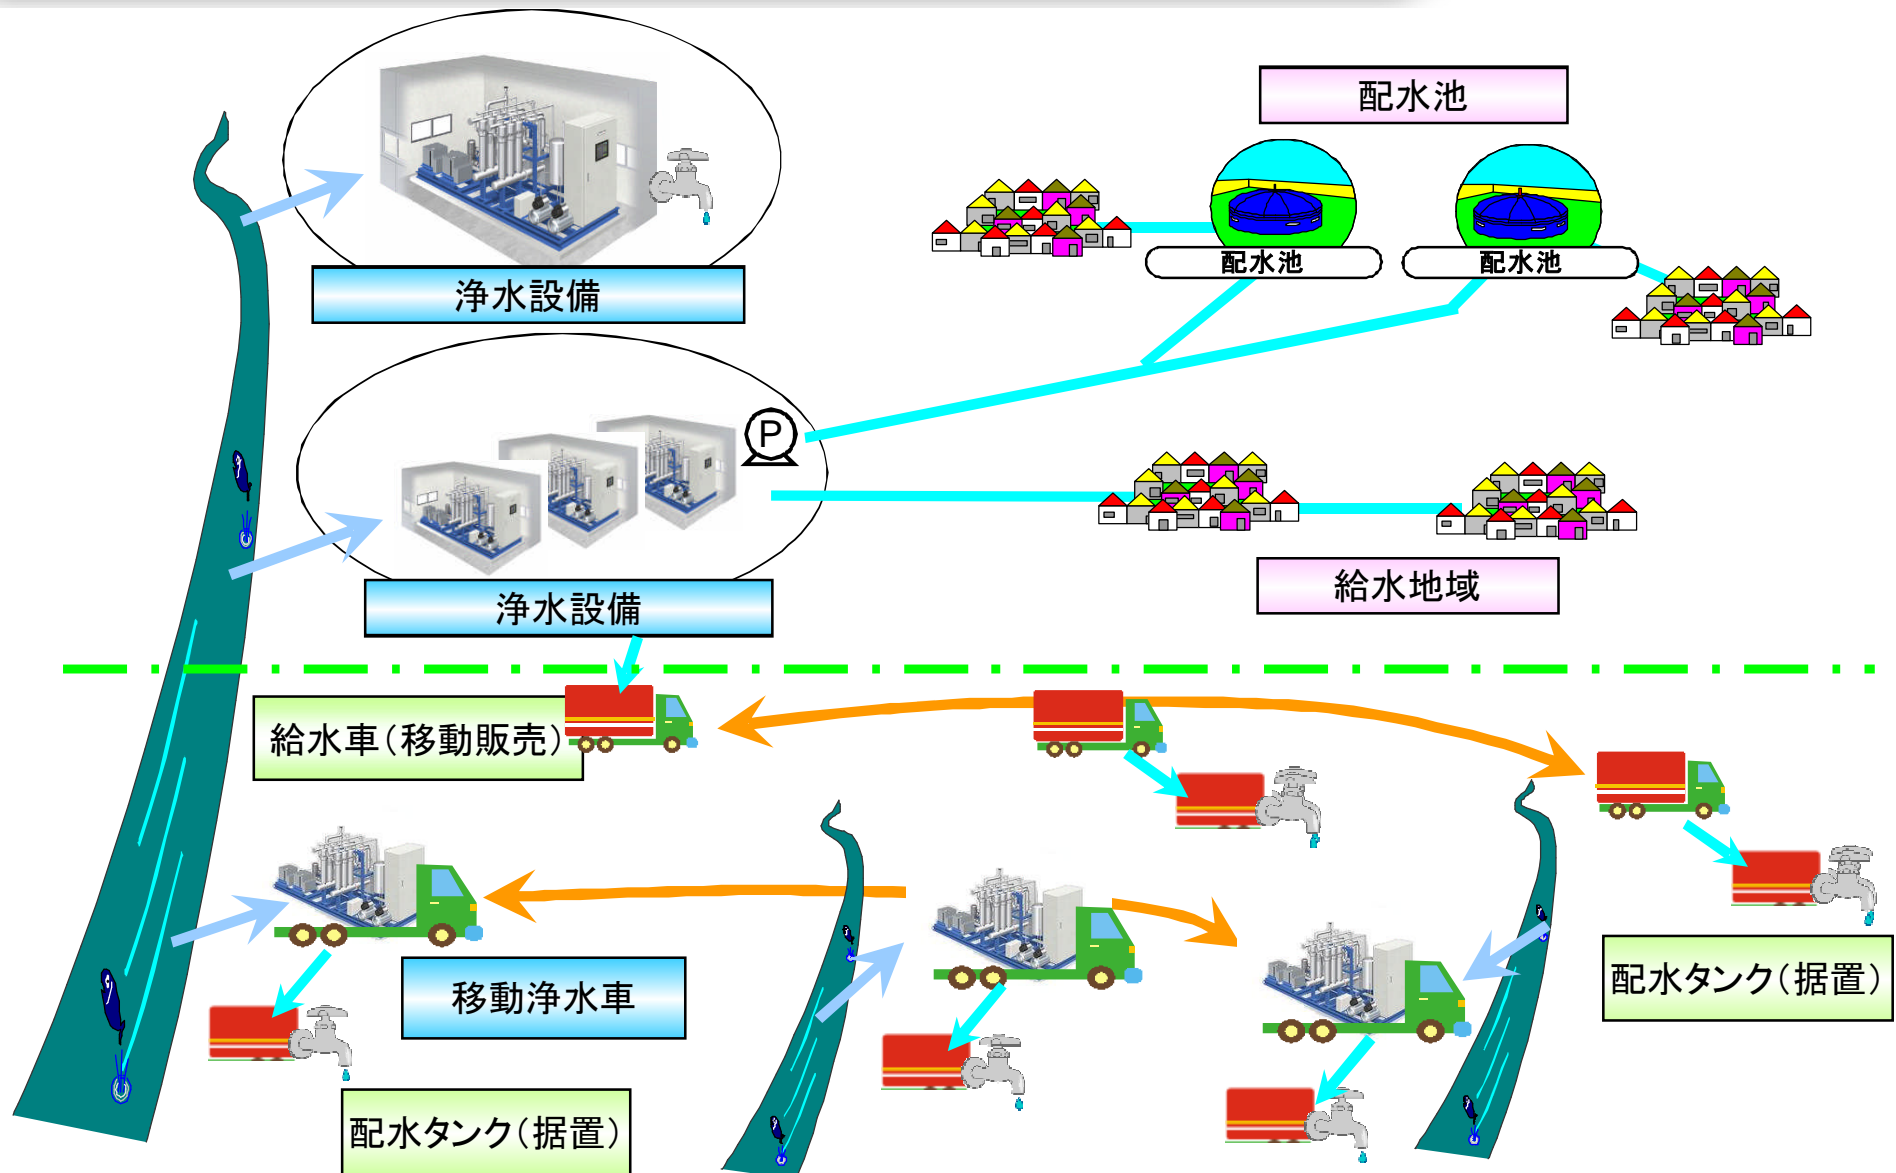 配水池
配水池
配水池
浄水設備
P
浄水設備
給水地域
給水車(移動販売)
移動浄水車
配水タンク(据置)
配水タンク(据置)